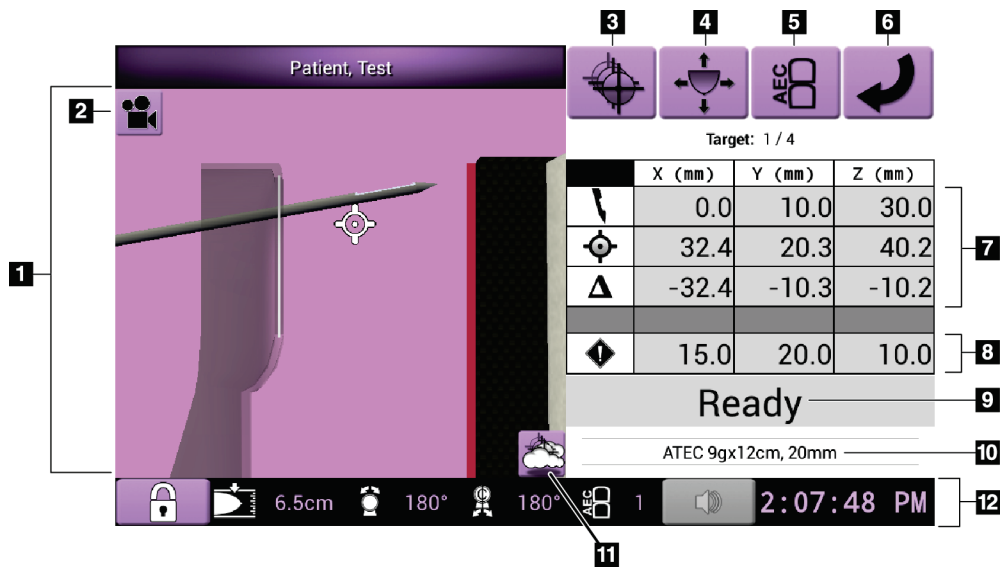 3 4 5 6
Patient, Test
AEC
1
2
Target: 1 / 4
X (mm) Y (mm) Z (mm)
0.0 10.0 30.0
7
32.4 20.3 40.2
Δ -32.4 -10.3 -10.2
! 15.0 20.0 10.0
8
Ready
9
ATEC 9gx12cm, 20mm
10
6.5cm 180° C 180° AEC 1 2:07:48 PM
12
11